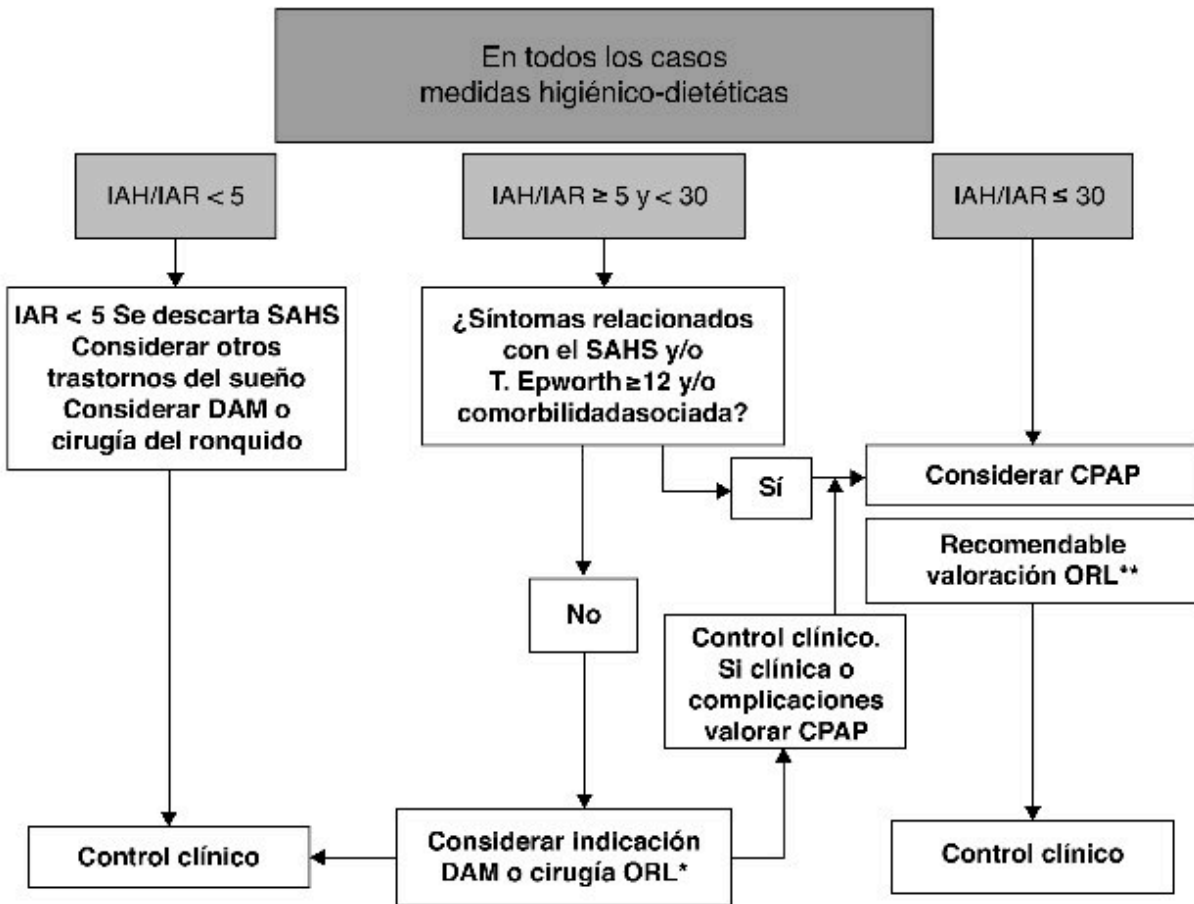 En todos los casos
medidas higiénico-dietéticas
IAH/IAR < 5
IAH/IAR ≥ 5 y < 30
IAH/IAR ≤ 30
IAR < 5 Se descarta SAHS
Considerar otros
trastornos del sueño
Considerar DAM o
cirugía del ronquido
¿Síntomas relacionados
con el SAHS y/o
T. Epworth ≥12 y/o
comorbilidadasociada?
Sí
Considerar CPAP
Recomendable
valoración ORL**
No
Control clínico.
Si clínica o
complicaciones
valorar CPAP
Control clínico
Considerar indicación
DAM o cirugía ORL*
Control clínico